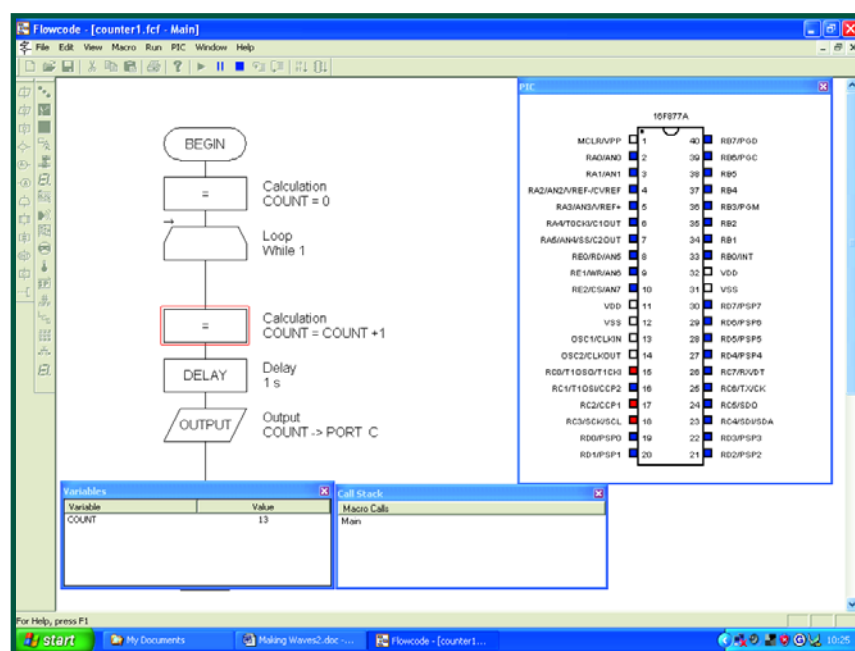 Flowcode - [counter1.fcf - Main]
File Edit View Macro Run PIC Window Help
BEGIN
=
Calculation
COUNT = 0
Loop
While 1
=
Calculation
COUNT = COUNT +1
DELAY
Delay
1 s
OUTPUT
Output
COUNT -> PORT C
PIC
16F877A
MCLR/VPP 1 40 RB7/PGD
RA0/AN0 2 39 RB6/PGC
RA1/AN1 3 38 RB5
RA2/AN2/VREF-/CVREF 4 37 RB4
RA3/AN3/VREF+ 5 36 RB3/PGM
RA4/T0CKI/C1OUT 6 35 RB2
RA5/AN4/SS/C2OUT 7 34 RB1
RE0/RD/AN5 8 33 RB0/INT
RE1/WR/AN6 9 32 VDD
RE2/CS/AN7 10 31 VSS
VDD 11 30 RD7/PSP7
VSS 12 29 RD6/PSP6
OSC1/CLKIN 13 28 RD5/PSP5
OSC2/CLKOUT 14 27 RD4/PSP4
RC0/T1OSO/T1CKI 15 26 RC7/RX/DT
RC1/T1OSI/CCP2 16 25 RC6/TX/CK
RC2/CCP1 17 24 RC5/SDO
RC3/SCK/SCL 18 23 RC4/SDI/SDA
RD0/PSP0 19 22 RD3/PSP3
RD1/PSP1 20 21 RD2/PSP2
Variables
Variable Value
COUNT 13
Call Stack
Macro Calls
Main
For Help, press F1
start My Documents Making Waves2.doc -... Flowcode - [counter1... 10:25